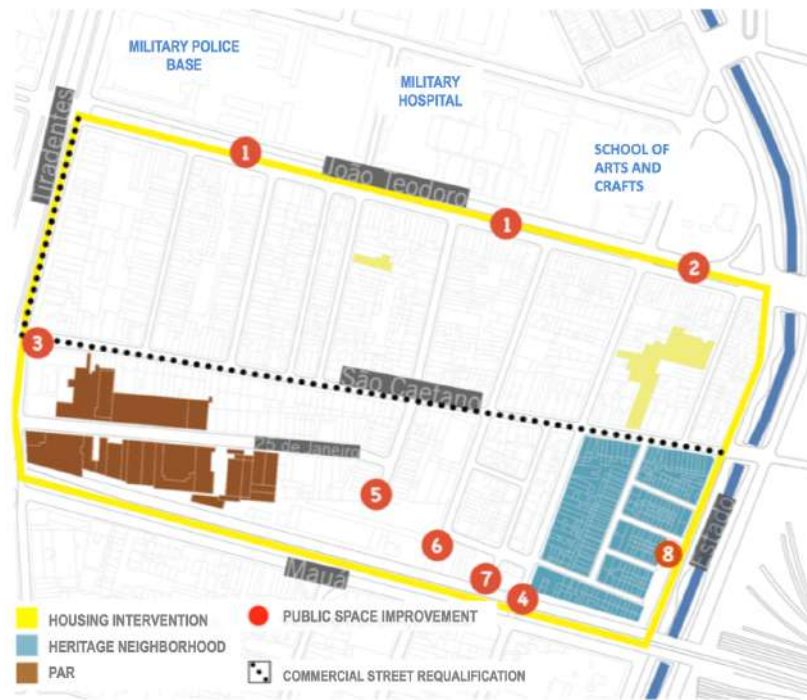 MILITARY POLICE
BASE
MILITARY
HOSPITAL
SCHOOL OF
ARTS AND
CRAFTS
Tiradentes
João Teodoro
1
1
2
3
São Caetano
25 de Janeiro
5
6
7
4
8
Estado
Mauá
HOUSING INTERVENTION
HERITAGE NEIGHBORHOOD
PAR
PUBLIC SPACE IMPROVEMENT
COMMERCIAL STREET REQUALIFICATION